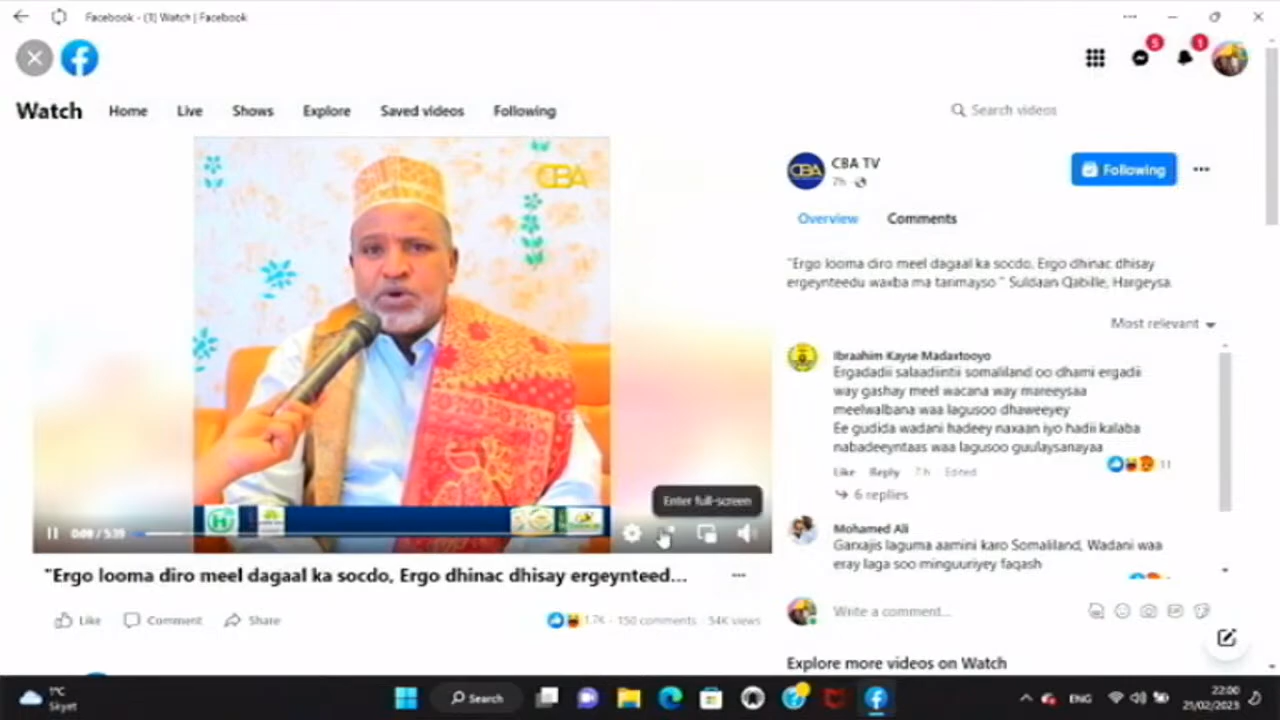 Facebook - (1) Watch | Facebook
5
1
Watch
Home
Live
Shows
Explore
Saved videos
Following
Search videos
CBA
CBA
CBA TV
7h
Following
Overview
Comments
"Ergo looma diro meel dagaal ka socdo, Ergo dhinac dhisay
ergeynteedu waxba ma tarimayso " Suldaan Qabille, Hargeysa.
Most relevant
Ibraahim Kayse Madaxtooyo
Ergadadii salaadiintii somaliland oo dhami ergadii
way gashay meel wacana way mareeysaa
meelwalbana waa lagusoo dhaweeyey
Ee gudida wadani hadeey naxaan iyo hadii kalaba
nabadeeyntaas waa lagusoo guulaysanayaa
11
Like
Reply
7 h
Edited
6 replies
Mohamed Ali
Garxajis laguma aamini karo Somaliland, Wadani waa
eray laga soo minguuriyey faqash
Enter full-screen
0:09 / 5:39
"Ergo looma diro meel dagaal ka socdo, Ergo dhinac dhisay ergeynteed...
Like
Comment
Share
1.7K · 150 comments · 54K views
Write a comment...
Explore more videos on Watch
1°C
Skyet
Search
ENG
22:00
21/02/2023